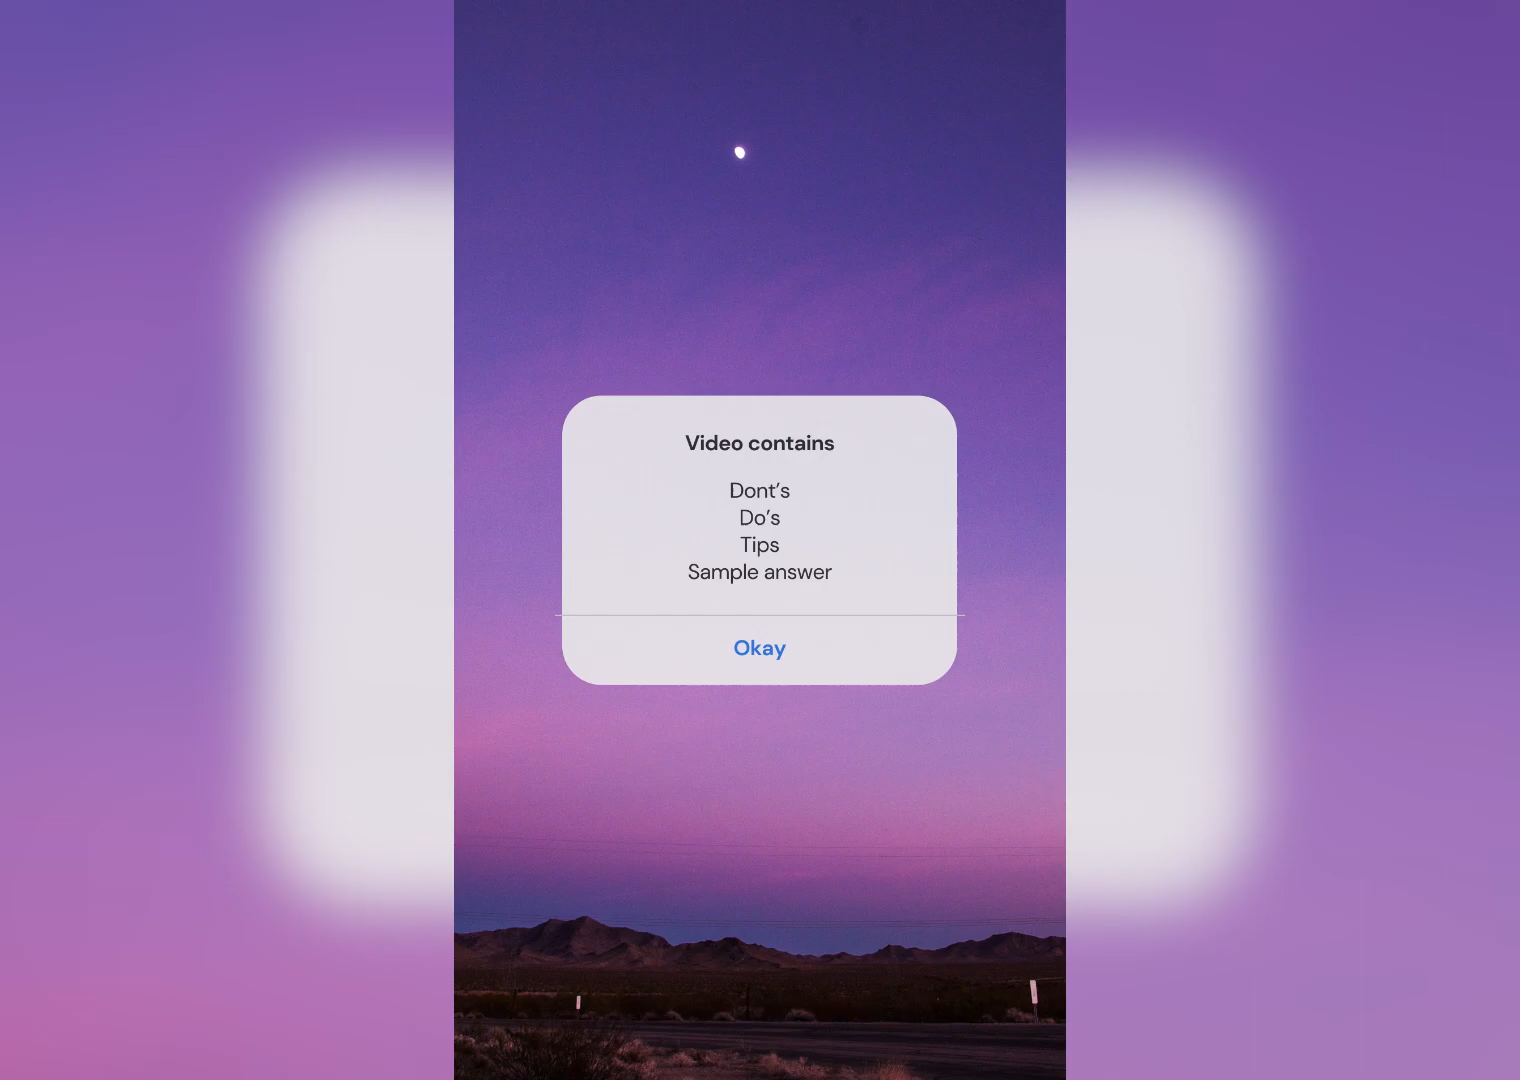 Video contains
Dont’s
Do’s
Tips
Sample answer
Okay